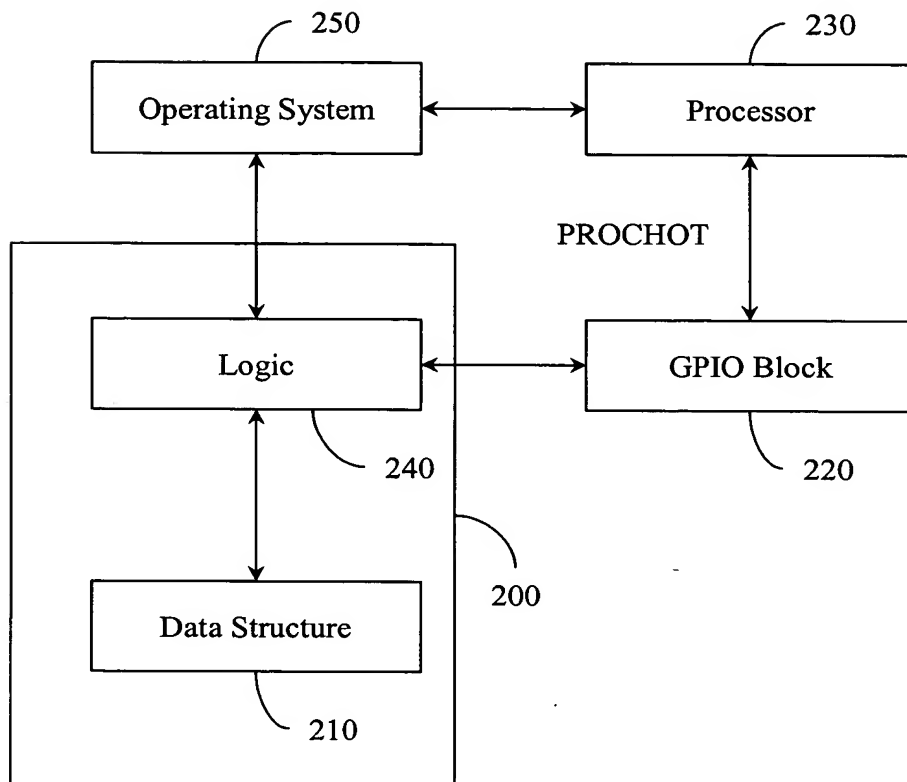 250
230
Operating System
Processor
PROCHOT
Logic
GPIO Block
240
220
200
Data Structure
210